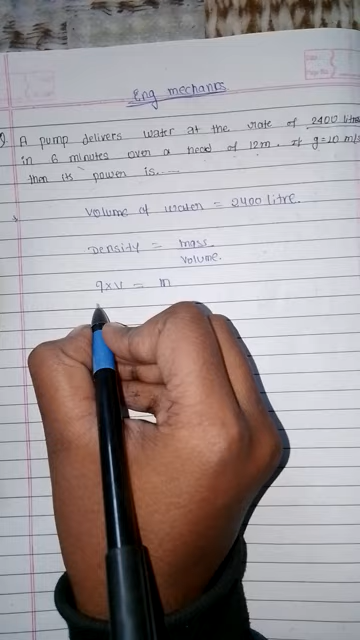 Eng mechanics
Q A pump delivers water at the rate of 2400 litre
in 6 minutes over a head of 12m. If g=10 m/s
then its power is.....
Volume of water = 2400 litre.
Density = mass
volume.
ρ×v = m